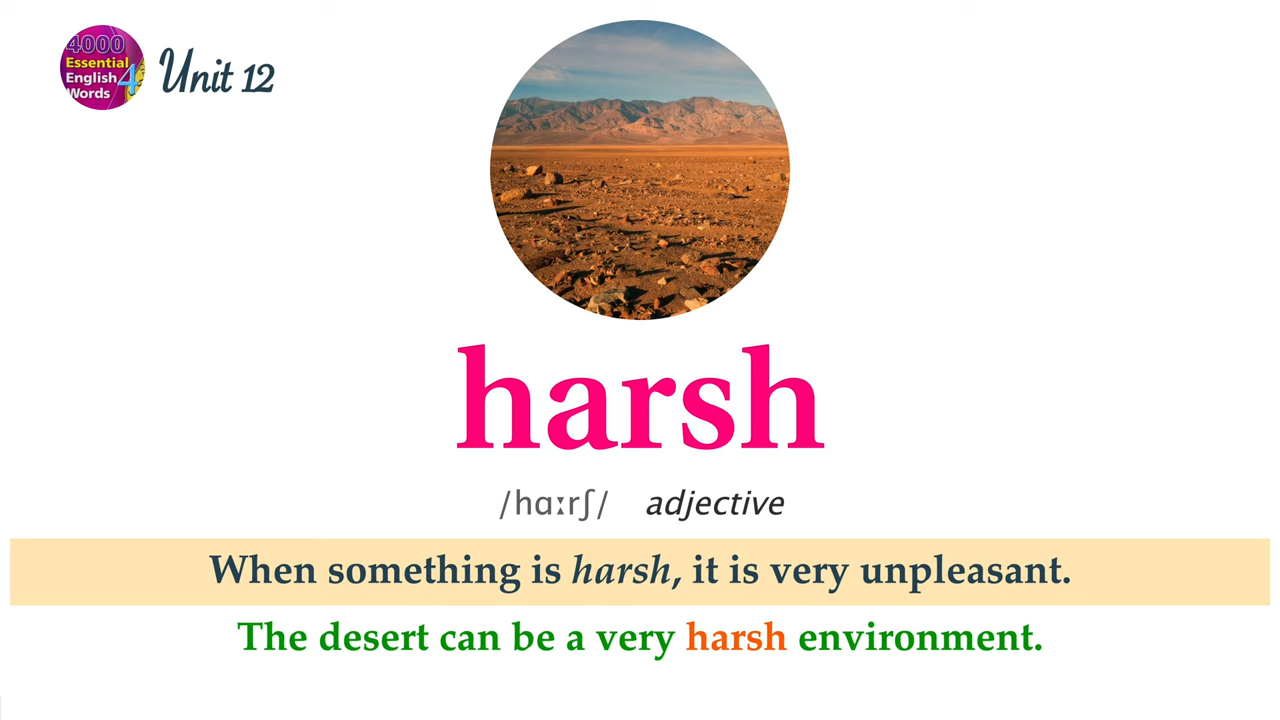 4000
Essential
English 4
Words
Unit 12
harsh
/hɑːrʃ/ adjective
When something is harsh, it is very unpleasant.
The desert can be a very harsh environment.